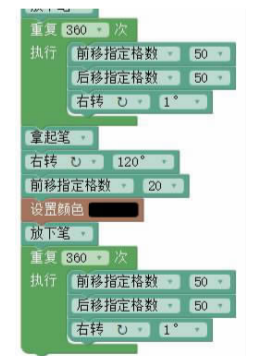 放下笔
重复 360 次
执行 前移指定格数 50
后移指定格数 50
右转 ↻ 1°
拿起笔
右转 ↻ 120°
前移指定格数 20
设置颜色
放下笔
重复 360 次
执行 前移指定格数 50
后移指定格数 50
右转 ↻ 1°